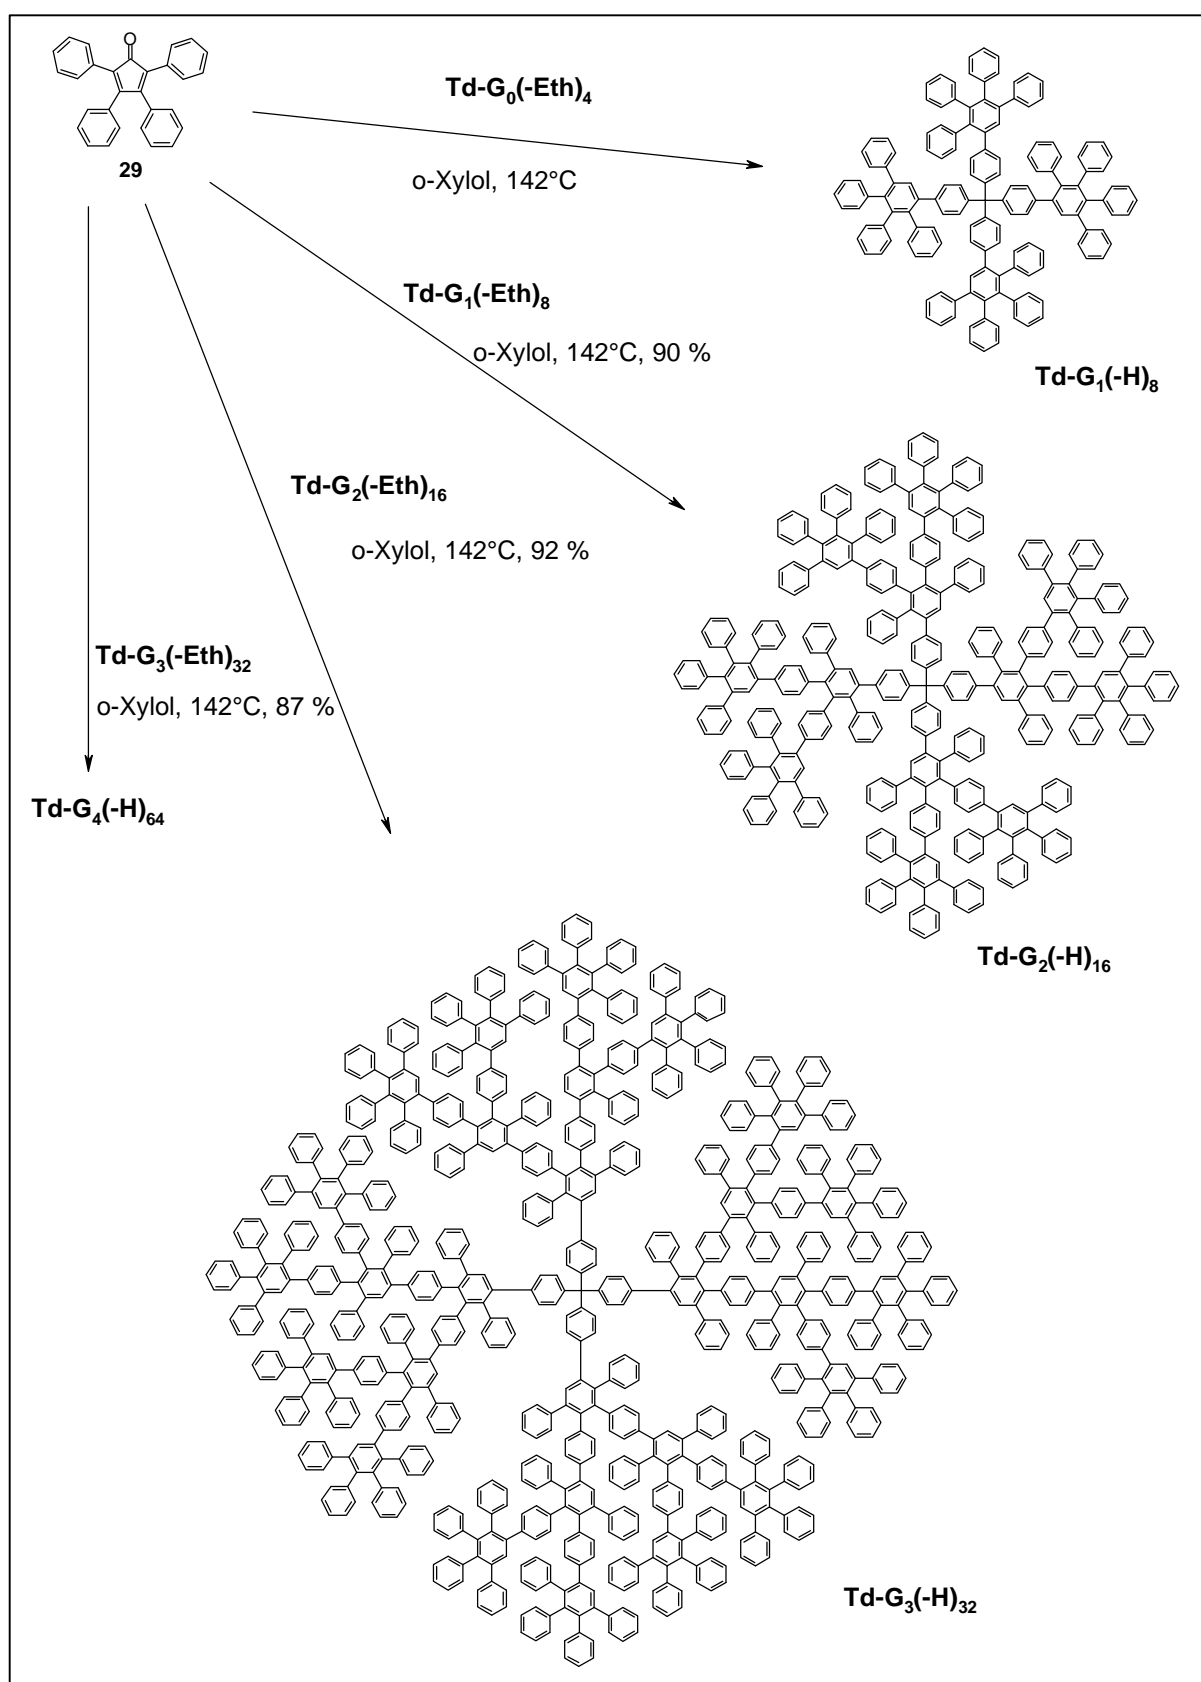 O
29
Td-G₀(-Eth)₄
o-Xylol, 142°C
Td-G₁(-H)₈
Td-G₁(-Eth)₈
o-Xylol, 142°C, 90 %
Td-G₂(-Eth)₁₆
o-Xylol, 142°C, 92 %
Td-G₂(-H)₁₆
Td-G₃(-Eth)₃₂
o-Xylol, 142°C, 87 %
Td-G₄(-H)₆₄
Td-G₃(-H)₃₂